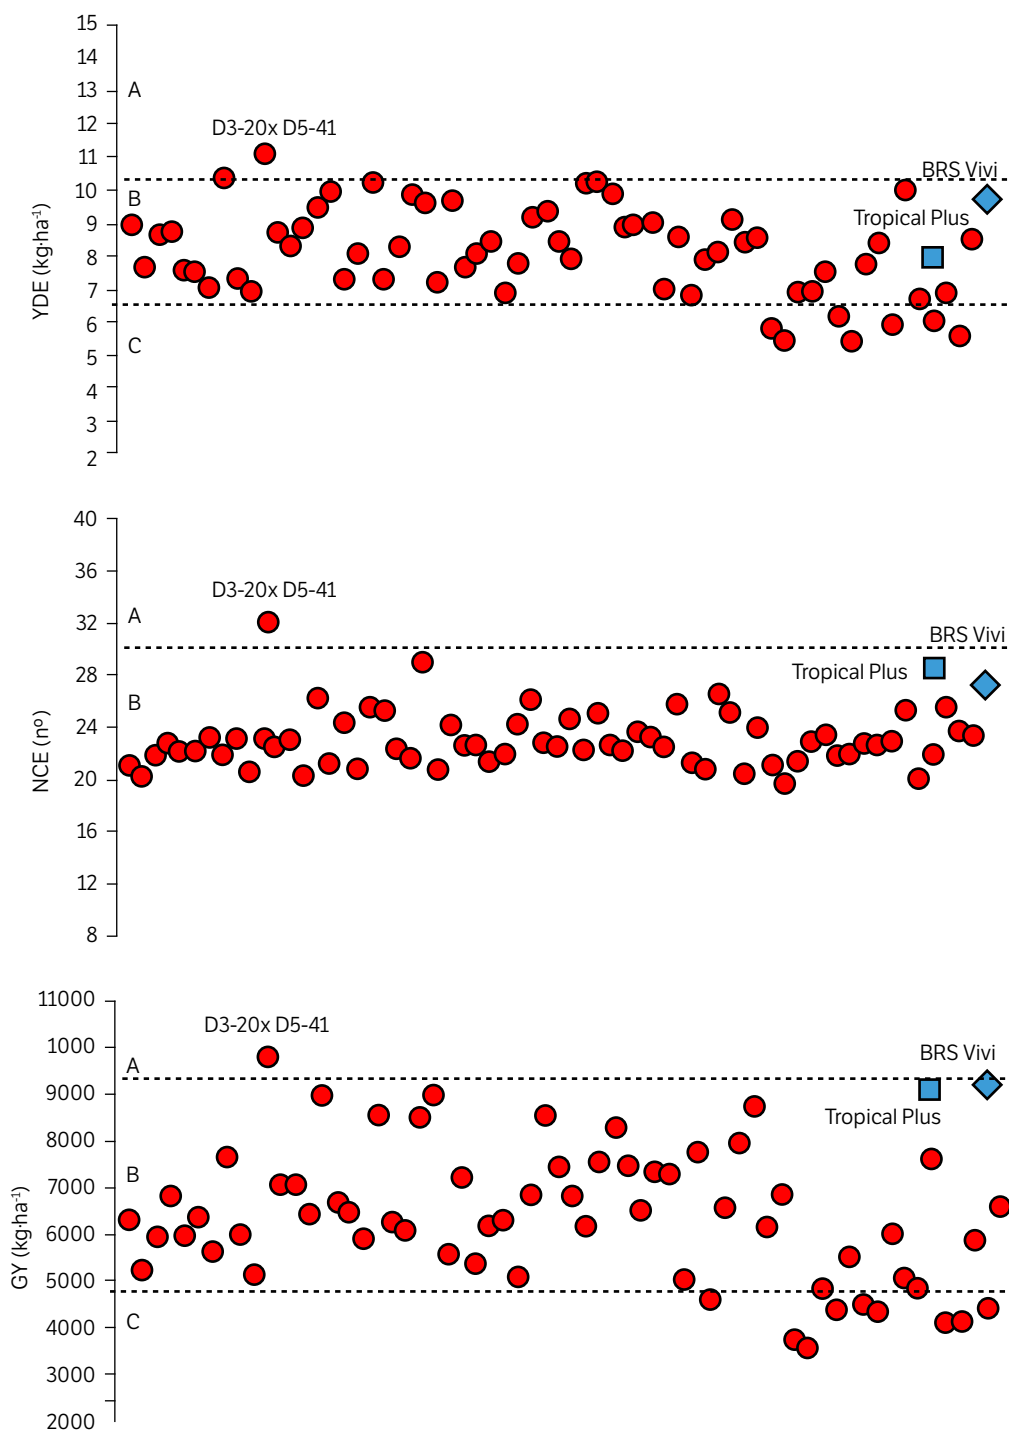 15
14
13
12
11
10
9
8
7
6
5
4
3
2
YDE (kg·ha⁻¹)
A
B
C
D3-20x D5-41
BRS Vivi
Tropical Plus
40
36
32
28
24
20
16
12
8
NCE (nº)
A
B
D3-20x D5-41
BRS Vivi
Tropical Plus
11000
1000
9000
8000
7000
6000
5000
4000
3000
2000
GY (kg·ha⁻¹)
A
B
C
D3-20x D5-41
BRS Vivi
Tropical Plus